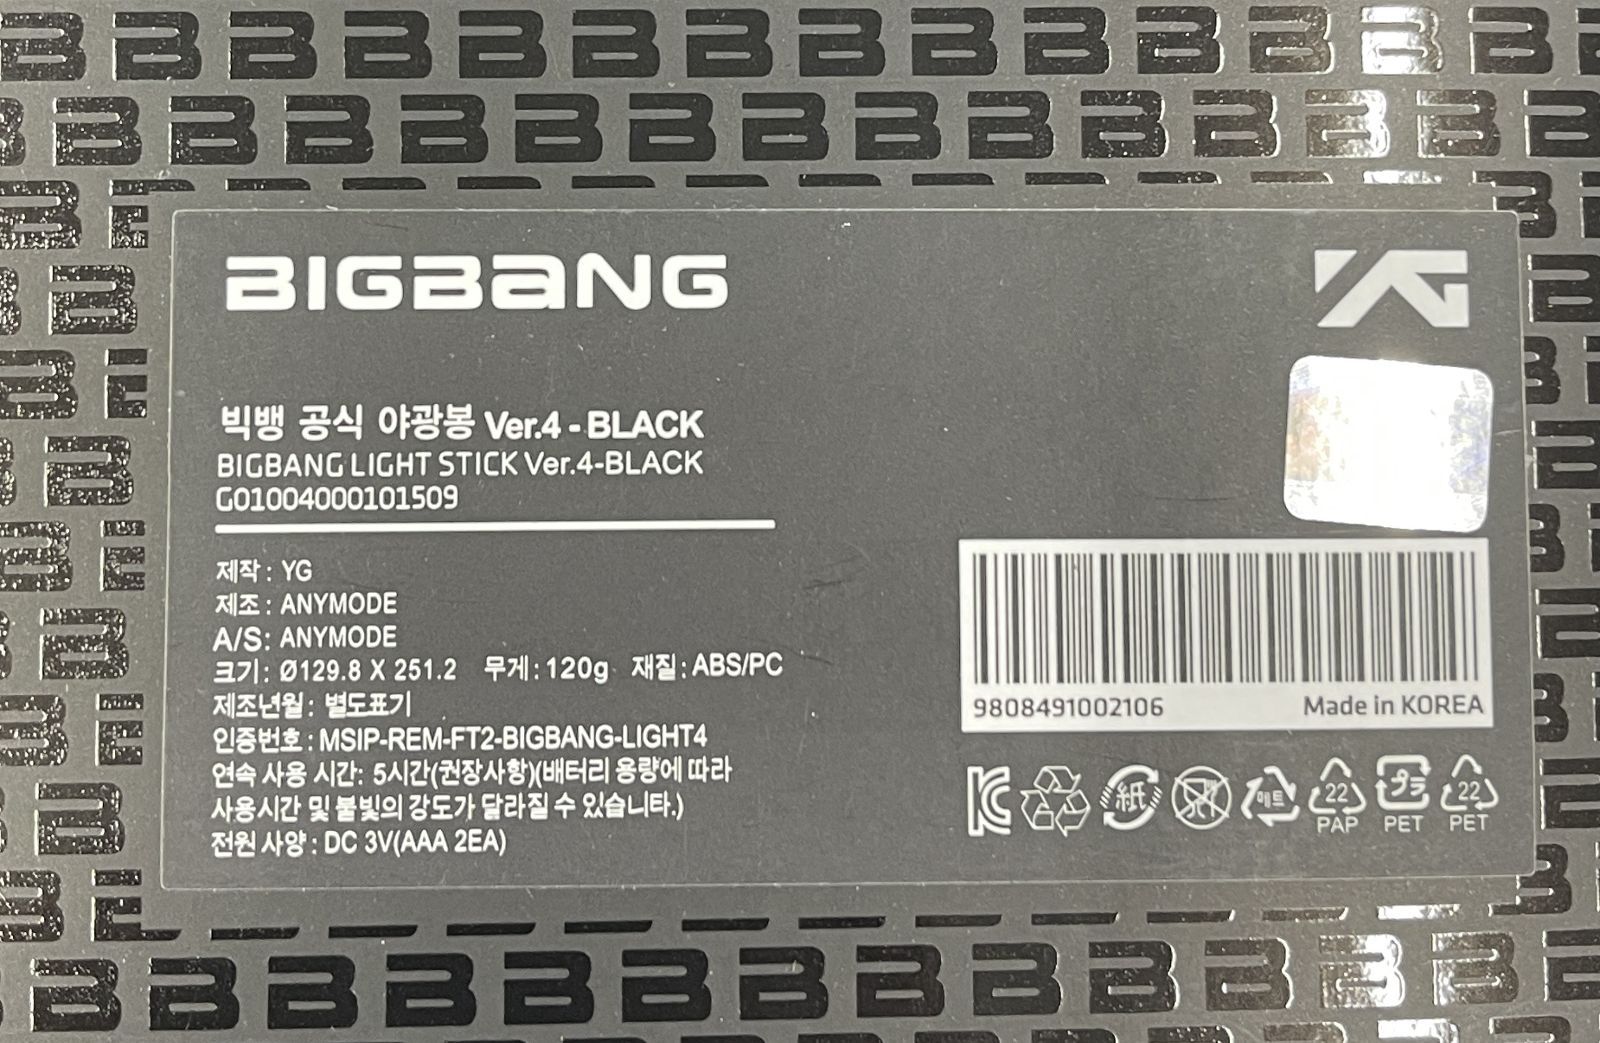 BIGBANG
YG
빅뱅 공식 야광봉 Ver.4 - BLACK
BIGBANG LIGHT STICK Ver.4-BLACK
G01004000101509
제작 : YG
제조 : ANYMODE
A/S: ANYMODE
크기 : Ø129.8 X 251.2 무게 : 120g 재질 : ABS/PC
제조년월 : 별도표기
인증번호 : MSIP-REM-FT2-BIGBANG-LIGHT4
연속 사용 시간: 5시간(권장사항)(배터리 용량에 따라
사용시간 및 불빛의 강도가 달라질 수 있습니다.)
전원 사양 : DC 3V(AAA 2EA)
9808491002106 Made in KOREA
紙 22 プラ 22
PAP PET PET